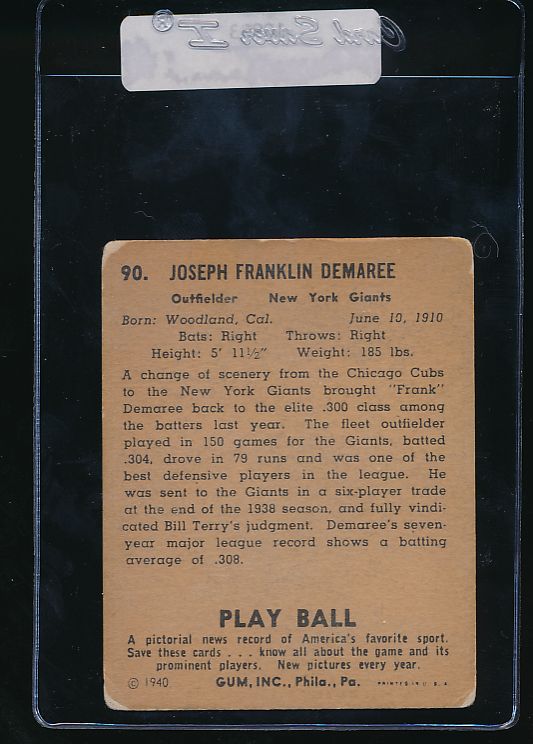 Card Saver I ®
90. JOSEPH FRANKLIN DEMAREE
Outfielder New York Giants
Born: Woodland, Cal. June 10, 1910
Bats: Right Throws: Right
Height: 5' 11½" Weight: 185 lbs.
A change of scenery from the Chicago Cubs
to the New York Giants brought "Frank"
Demaree back to the elite .300 class among
the batters last year. The fleet outfielder
played in 150 games for the Giants, batted
.304, drove in 79 runs and was one of the
best defensive players in the league. He
was sent to the Giants in a six-player trade
at the end of the 1938 season, and fully vindi-
cated Bill Terry's judgment. Demaree's seven-
year major league record shows a batting
average of .308.
PLAY BALL
A pictorial news record of America's favorite sport.
Save these cards . . . know all about the game and its
prominent players. New pictures every year.
© 1940 GUM, INC., Phila., Pa. PRINTED IN U. S. A.